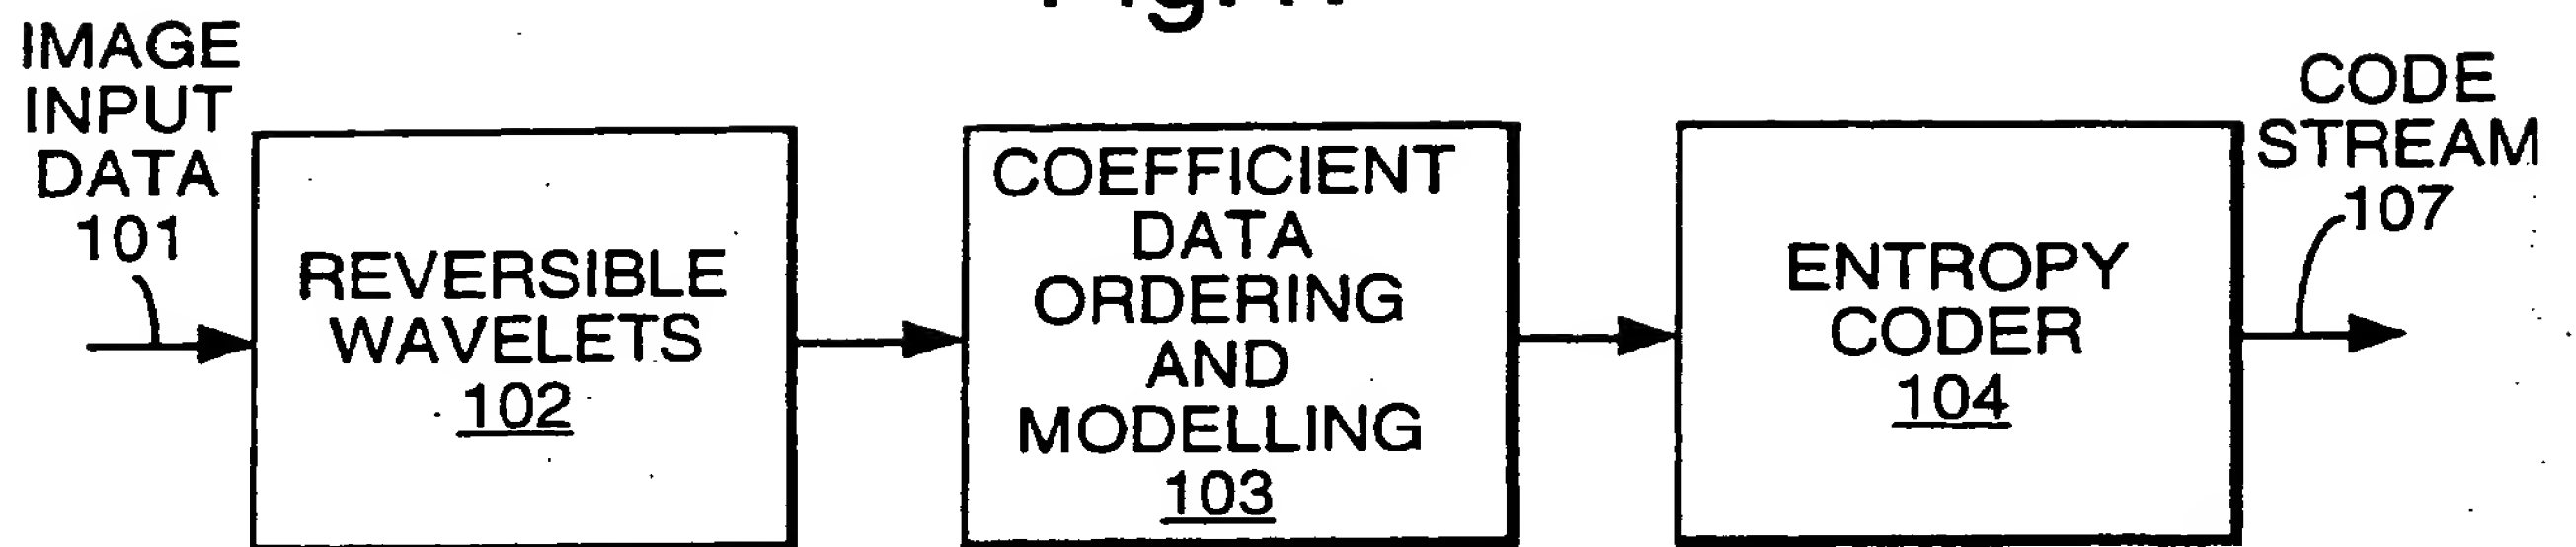 IMAGE
INPUT
DATA
101
REVERSIBLE
WAVELETS
102
COEFFICIENT
DATA
ORDERING
AND
MODELLING
103
ENTROPY
CODER
104
CODE
STREAM
107